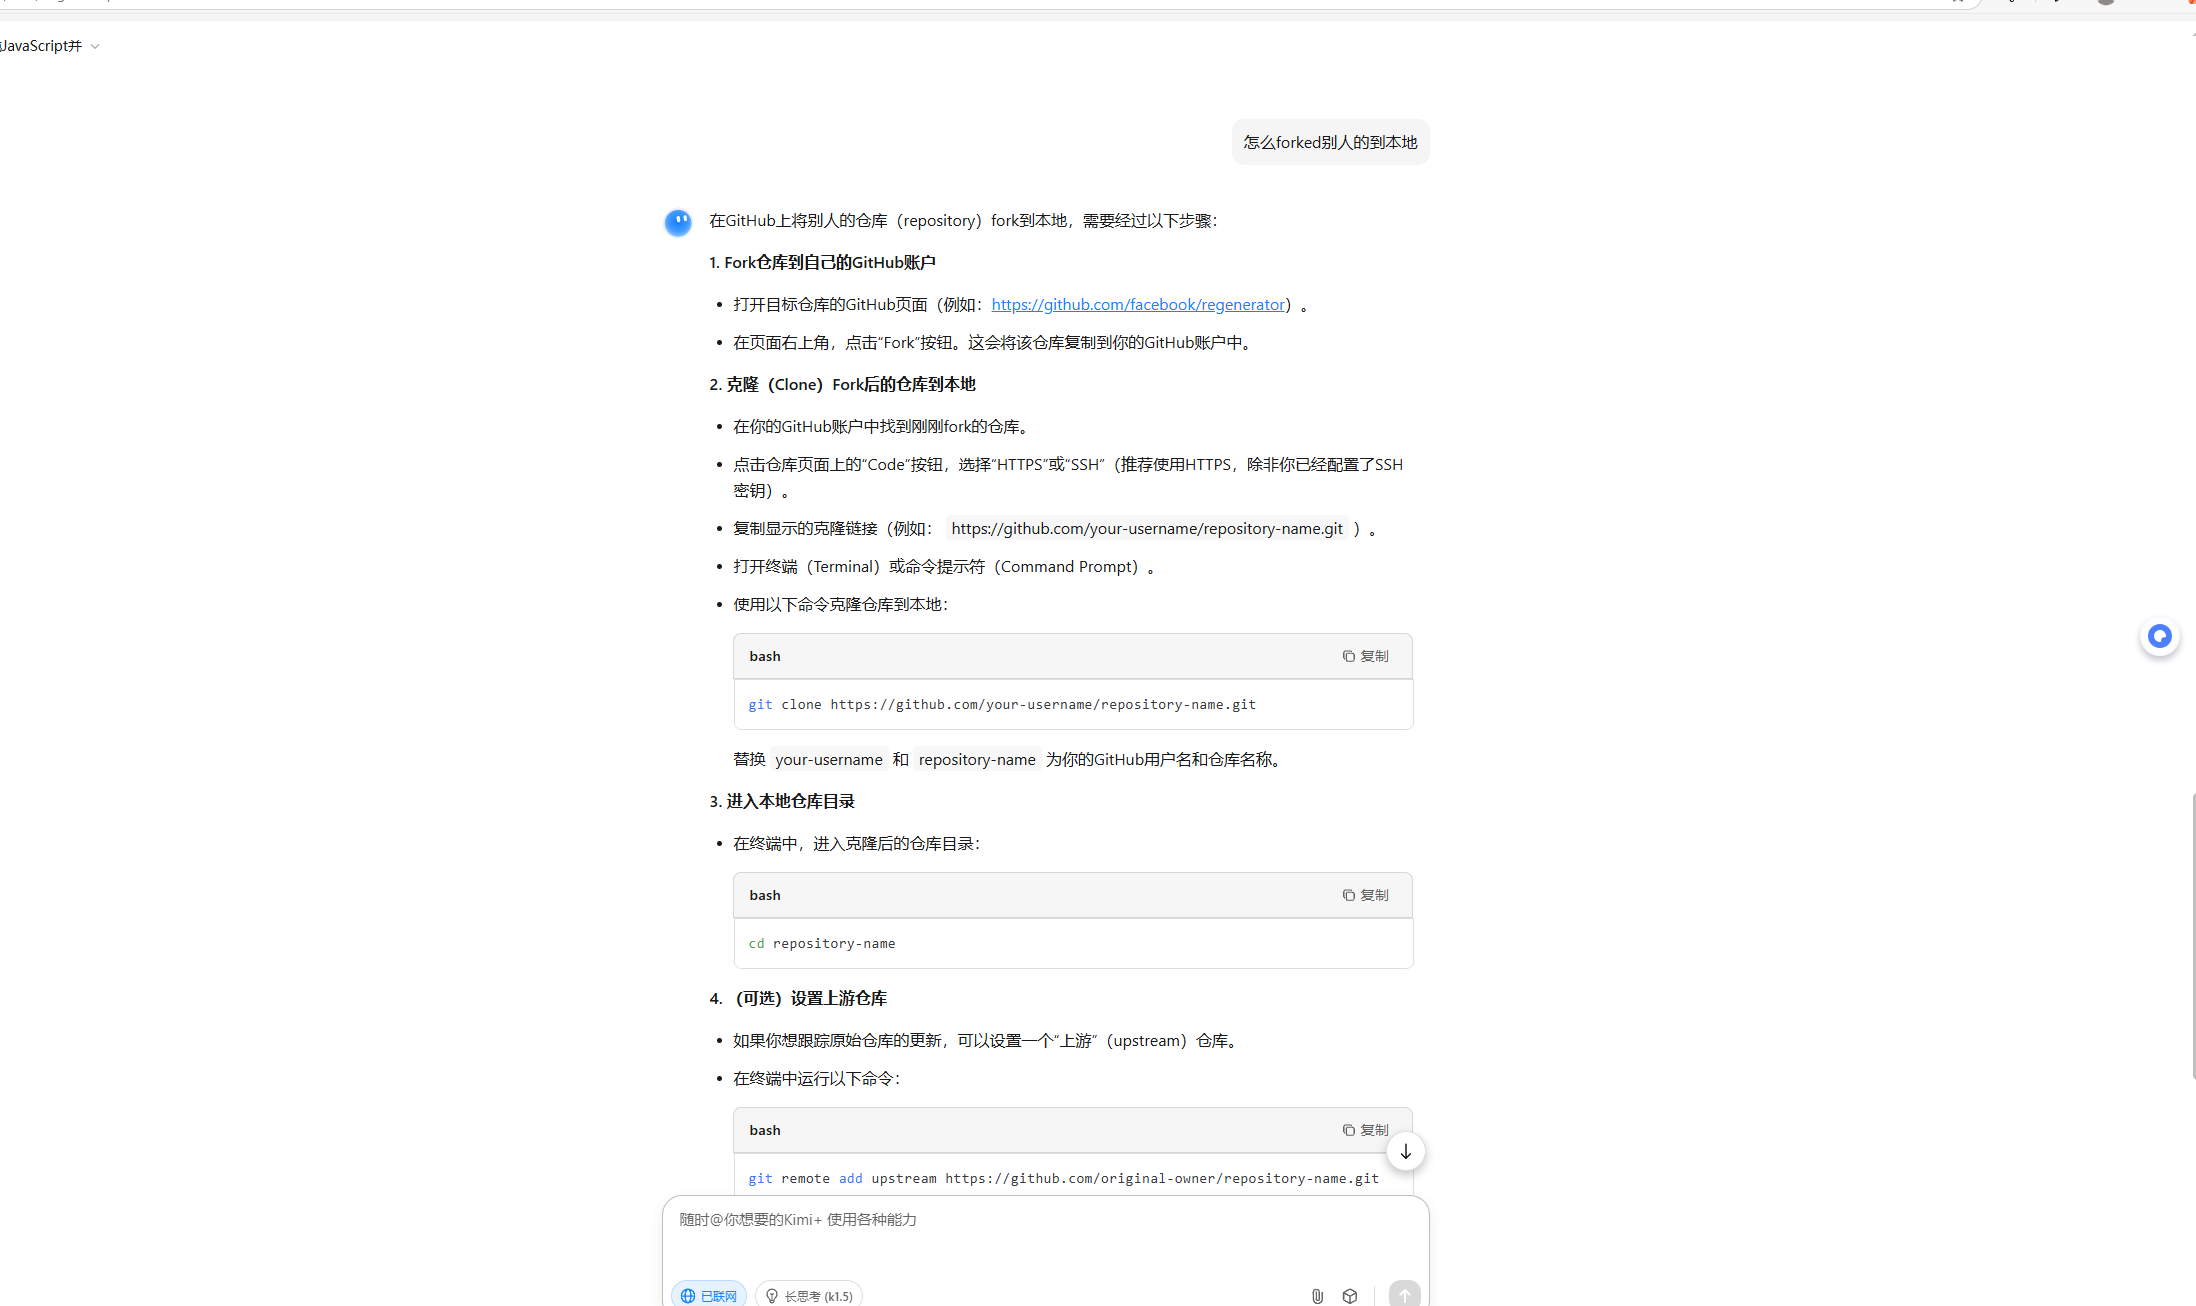 JavaScript并
怎么forked别人的到本地
在GitHub上将别人的仓库（repository）fork到本地，需要经过以下步骤：
1. Fork仓库到自己的GitHub账户
• 打开目标仓库的GitHub页面（例如：https://github.com/facebook/regenerator）。
• 在页面右上角，点击“Fork”按钮。这会将该仓库复制到你的GitHub账户中。
2. 克隆（Clone）Fork后的仓库到本地
• 在你的GitHub账户中找到刚刚fork的仓库。
• 点击仓库页面上的“Code”按钮，选择“HTTPS”或“SSH”（推荐使用HTTPS，除非你已经配置了SSH
密钥）。
• 复制显示的克隆链接（例如： https://github.com/your-username/repository-name.git ）。
• 打开终端（Terminal）或命令提示符（Command Prompt）。
• 使用以下命令克隆仓库到本地：
bash 复制
git clone https://github.com/your-username/repository-name.git
替换 your-username 和 repository-name 为你的GitHub用户名和仓库名称。
3. 进入本地仓库目录
• 在终端中，进入克隆后的仓库目录：
bash 复制
cd repository-name
4. （可选）设置上游仓库
• 如果你想跟踪原始仓库的更新，可以设置一个“上游”（upstream）仓库。
• 在终端中运行以下命令：
bash 复制
git remote add upstream https://github.com/original-owner/repository-name.git
随时@你想要的Kimi+ 使用各种能力
已联网 长思考 (k1.5)